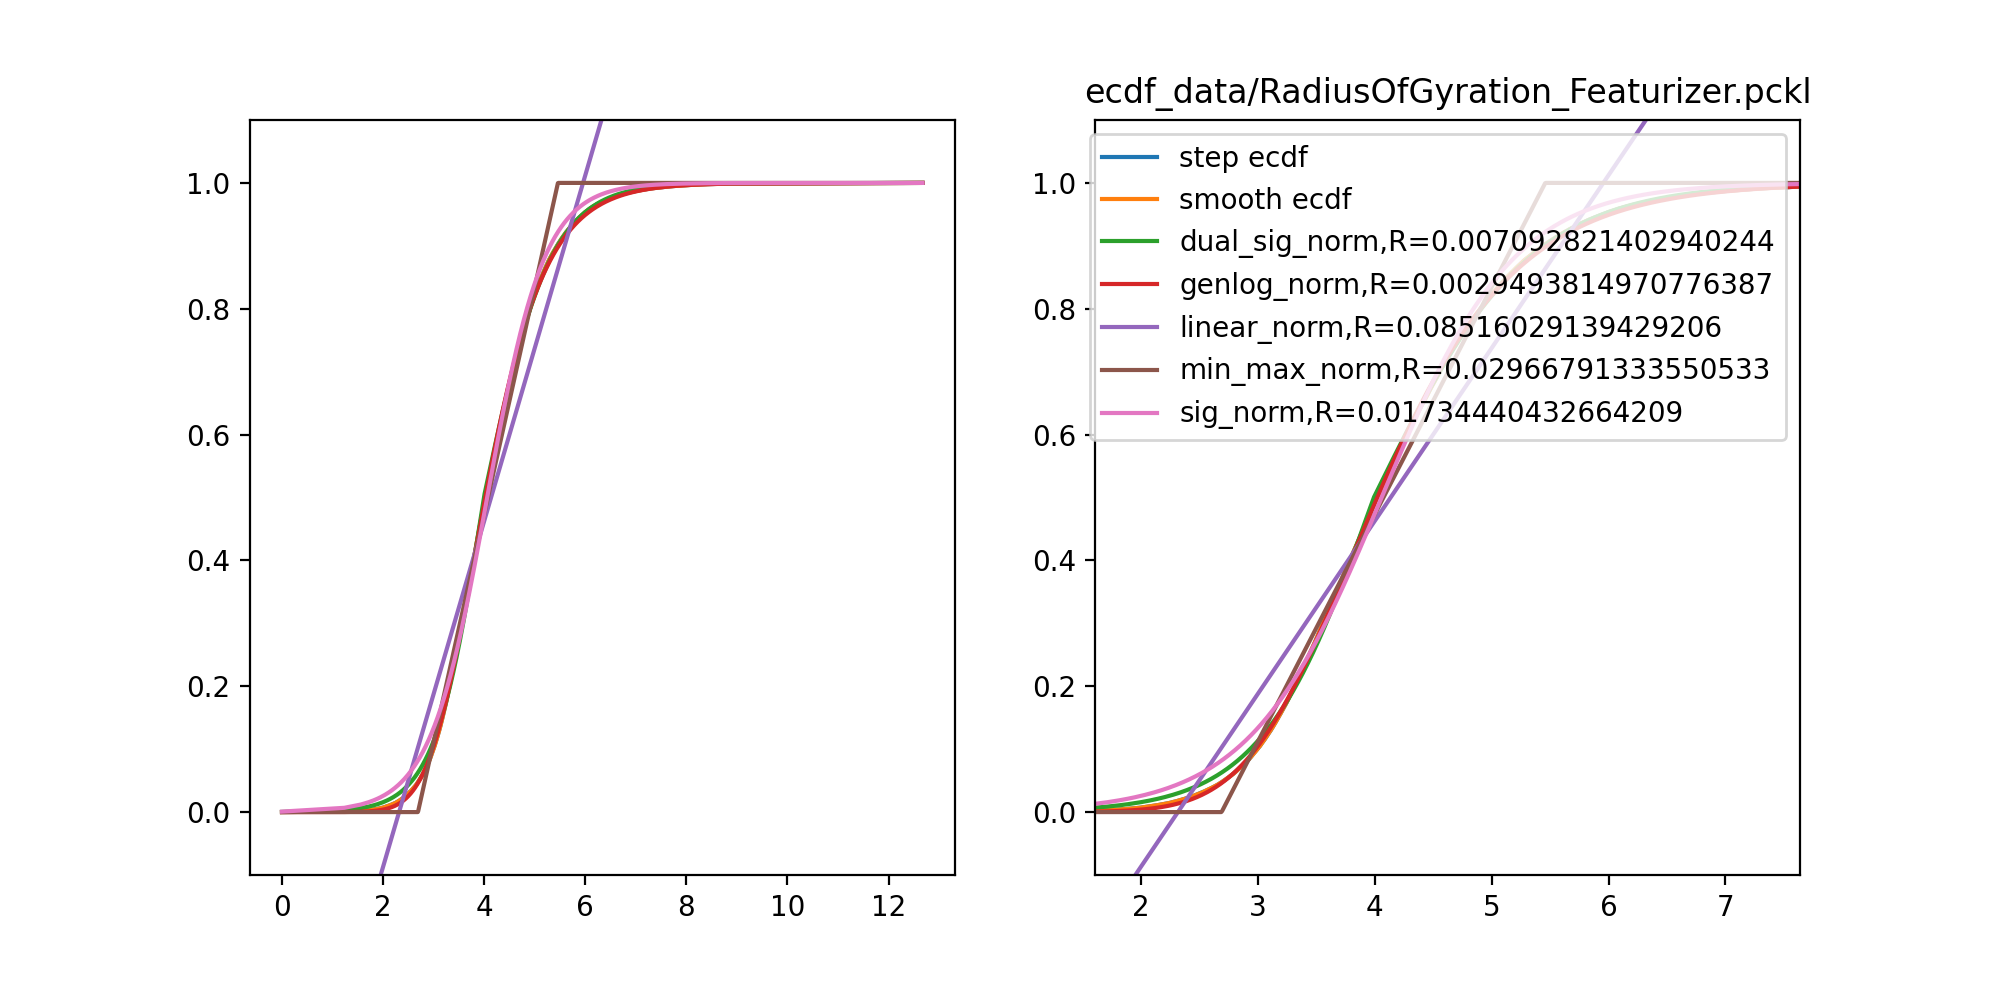 ecdf_data/RadiusOfGyration_Featurizer.pckl
1.0
0.8
0.6
0.4
0.2
0.0
0 2 4 6 8 10 12
step ecdf
smooth ecdf
dual_sig_norm,R=0.007092821402940244
genlog_norm,R=0.0029493814970776387
linear_norm,R=0.08516029139429206
min_max_norm,R=0.02966791333550533
sig_norm,R=0.01734440432664209
1.0
0.8
0.6
0.4
0.2
0.0
2 3 4 5 6 7